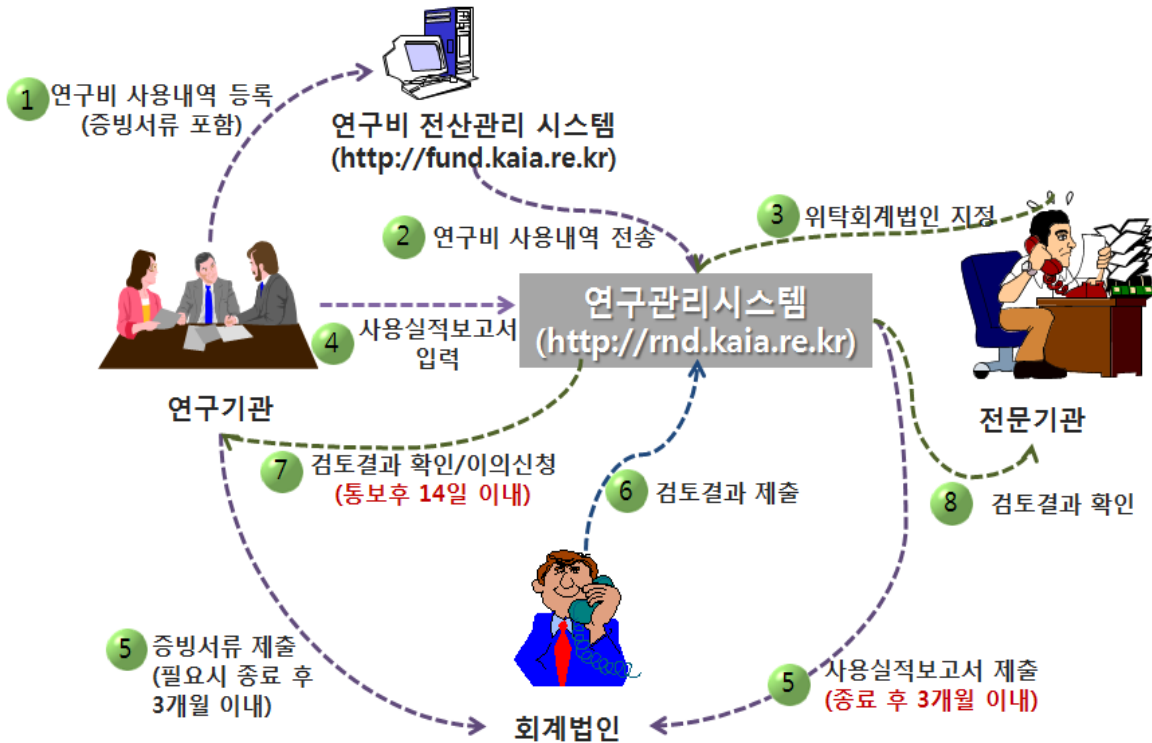 1 연구비 사용내역 등록
(증빙서류 포함)
연구비 전산관리 시스템
(http://fund.kaia.re.kr)
2 연구비 사용내역 전송
3 위탁회계법인 지정
연구관리시스템
(http://rnd.kaia.re.kr)
4 사용실적보고서
입력
연구기관
전문기관
7 검토결과 확인/이의신청
(통보후 14일 이내)
6 검토결과 제출
8 검토결과 확인
5 증빙서류 제출
(필요시 종료 후
3개월 이내)
5 사용실적보고서 제출
(종료 후 3개월 이내)
회계법인